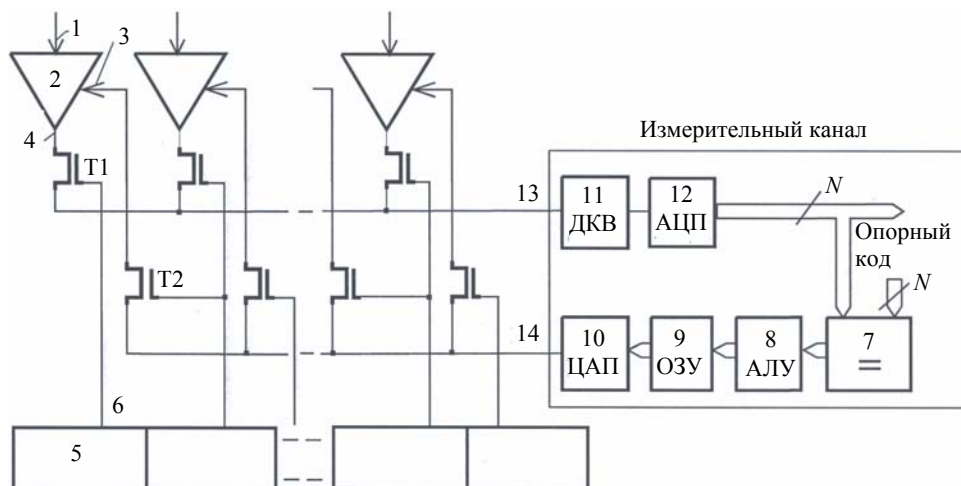 1
3
2
4
T1
Измерительный канал
13
11
ДКВ
12
АЦП
N
Опорный
код
N
T2
14
10
ЦАП
9
ОЗУ
8
АЛУ
7
=
6
5